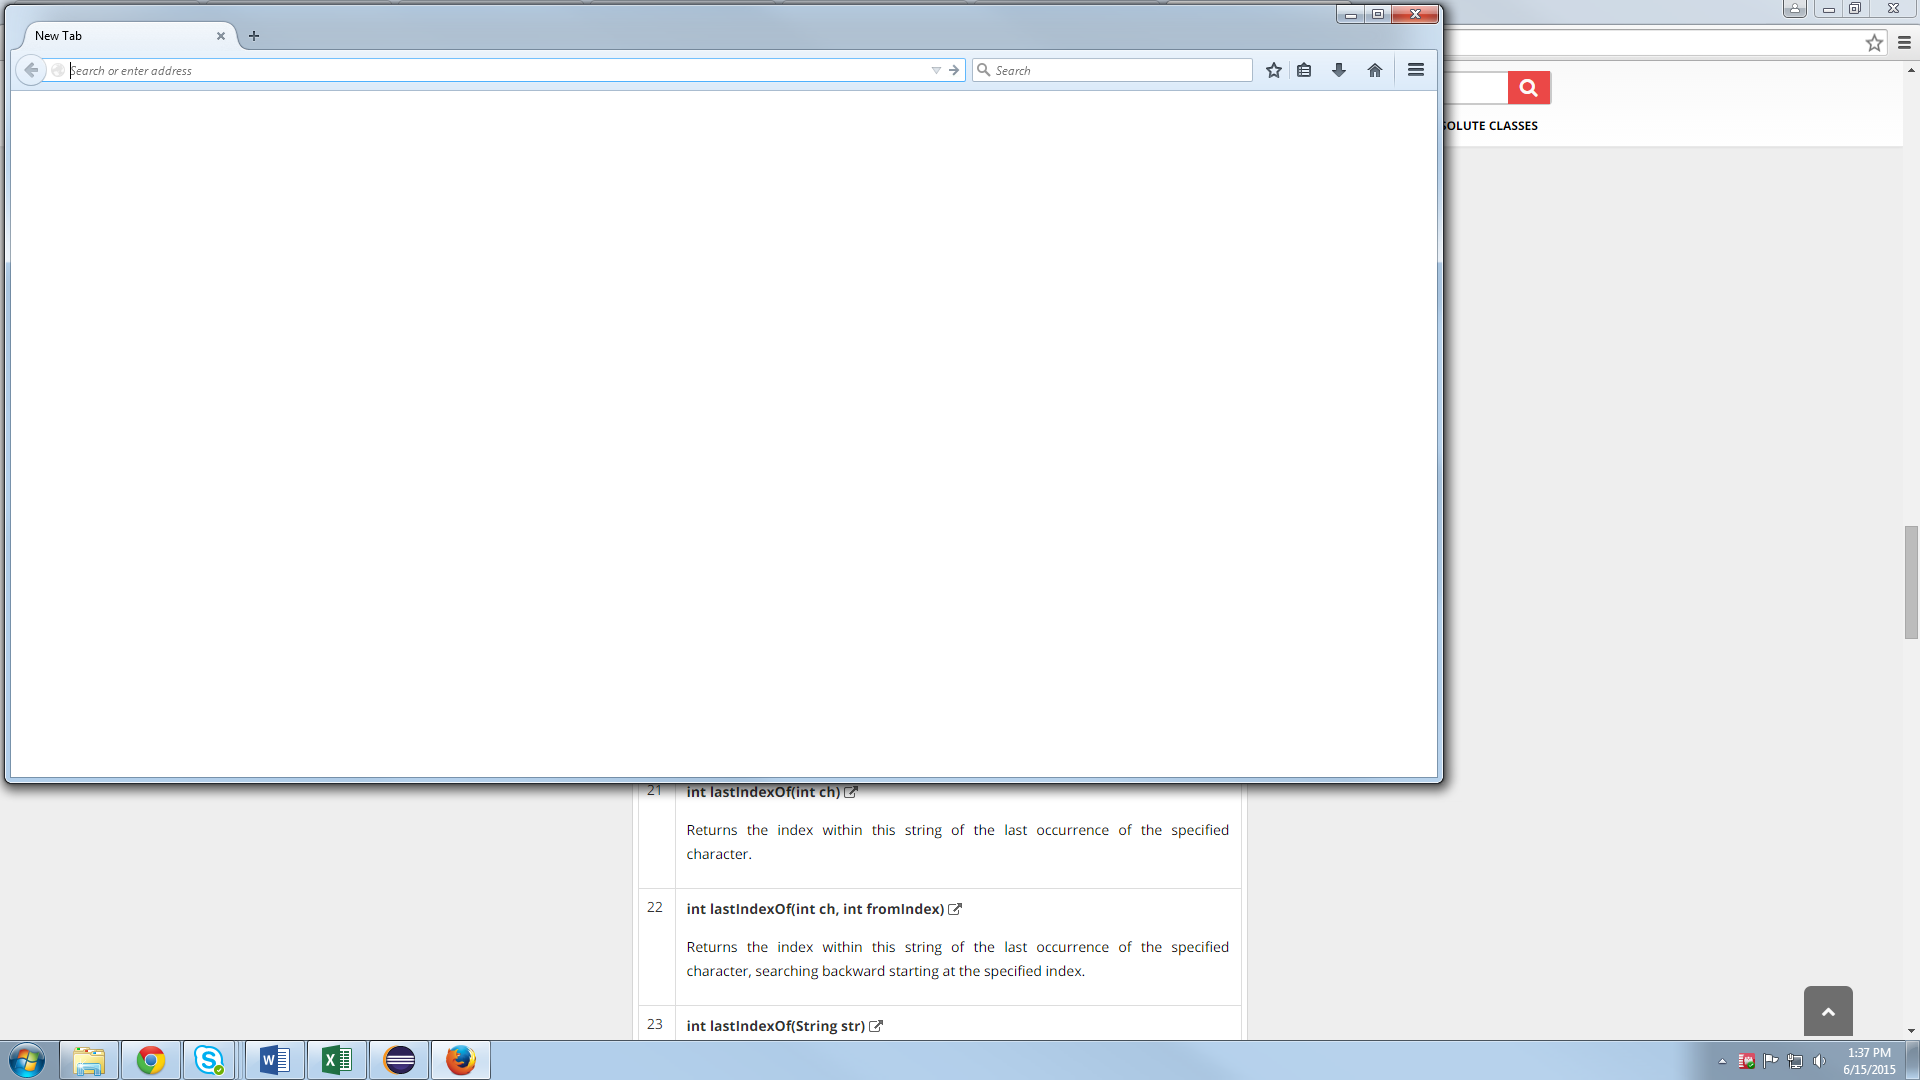 New Tab
Search or enter address
Search
SOLUTE CLASSES
21
int lastIndexOf(int ch)
Returns the index within this string of the last occurrence of the specified
character.
22
int lastIndexOf(int ch, int fromIndex)
Returns the index within this string of the last occurrence of the specified
character, searching backward starting at the specified index.
23
int lastIndexOf(String str)
1:37 PM
6/15/2015